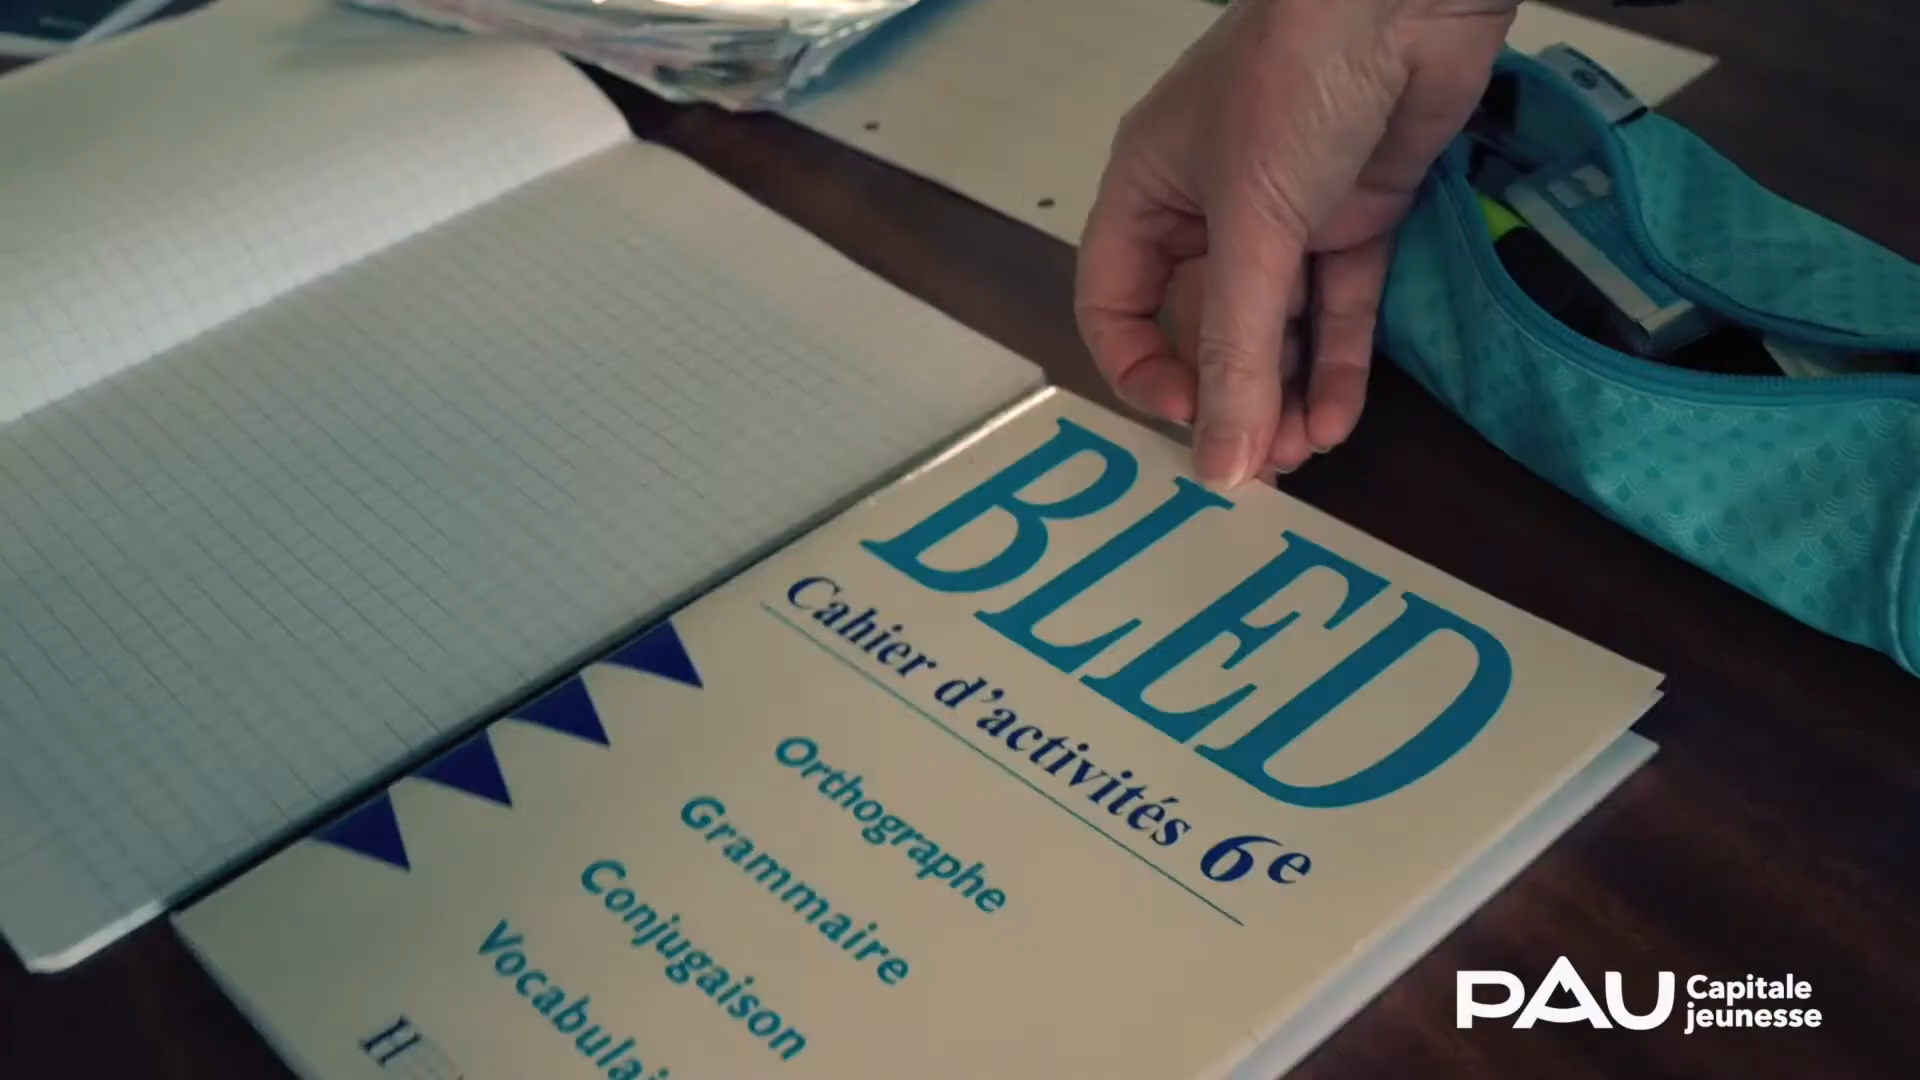 BLED
Cahier d'activités 6e
Orthographe
Grammaire
Conjugaison
PAU Capitale
jeunesse